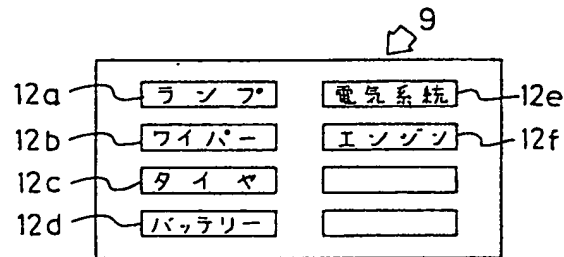 9
12a ランプ 電気系統 12e
12b ワイパー エンジン 12f
12c タイヤ
12d バッテリー